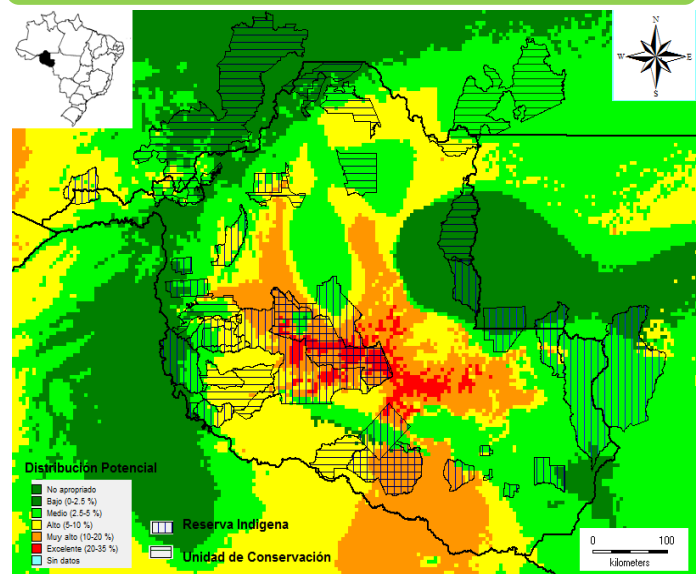 N
W
E
S
Distribución Potencial
No apropriado
Bajo (0-2.5 %)
Medio (2.5-5 %)
Alto (5-10 %)
Muy alto (10-20 %)
Excelente (20-35 %)
Sin datos
Reserva Indigena
Unidad de Conservación
0 100
kilometers